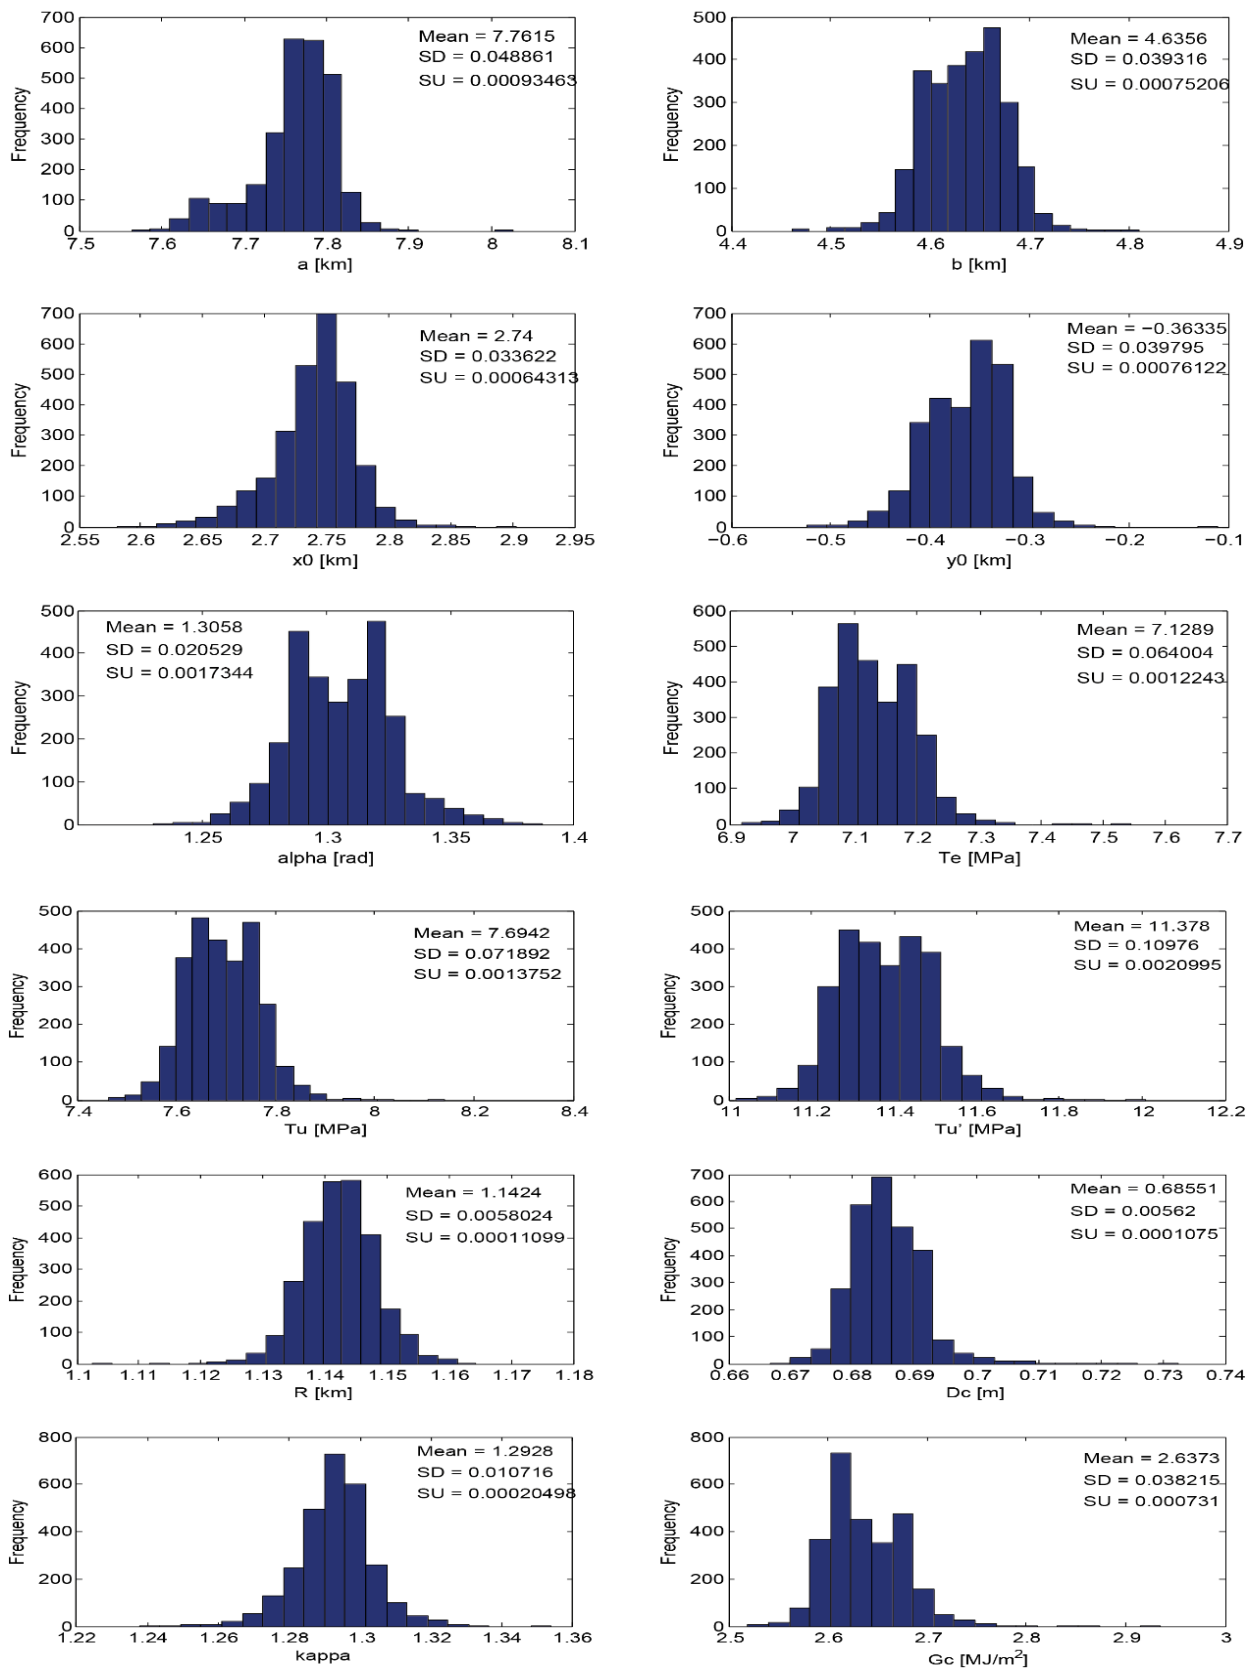 700
600
500
400
300
200
100
0
Frequency
7.5 7.6 7.7 7.8 7.9 8 8.1
a [km]
Mean = 7.7615
SD = 0.048861
SU = 0.00093463
500
400
300
200
100
0
Frequency
4.4 4.5 4.6 4.7 4.8 4.9
b [km]
Mean = 4.6356
SD = 0.039316
SU = 0.00075206
700
600
500
400
300
200
100
0
Frequency
2.55 2.6 2.65 2.7 2.75 2.8 2.85 2.9 2.95
x0 [km]
Mean = 2.74
SD = 0.033622
SU = 0.00064313
700
600
500
400
300
200
100
0
Frequency
−0.6 −0.5 −0.4 −0.3 −0.2 −0.1
y0 [km]
Mean = −0.36335
SD = 0.039795
SU = 0.00076122
500
400
300
200
100
0
Frequency
1.25 1.3 1.35 1.4
alpha [rad]
Mean = 1.3058
SD = 0.020529
SU = 0.0017344
600
500
400
300
200
100
0
Frequency
6.9 7 7.1 7.2 7.3 7.4 7.5 7.6 7.7
Te [MPa]
Mean = 7.1289
SD = 0.064004
SU = 0.0012243
500
400
300
200
100
0
Frequency
7.4 7.6 7.8 8 8.2 8.4
Tu [MPa]
Mean = 7.6942
SD = 0.071892
SU = 0.0013752
500
400
300
200
100
0
Frequency
11 11.2 11.4 11.6 11.8 12 12.2
Tu' [MPa]
Mean = 11.378
SD = 0.10976
SU = 0.0020995
600
500
400
300
200
100
0
Frequency
1.1 1.11 1.12 1.13 1.14 1.15 1.16 1.17 1.18
R [km]
Mean = 1.1424
SD = 0.0058024
SU = 0.00011099
700
600
500
400
300
200
100
0
Frequency
0.66 0.67 0.68 0.69 0.7 0.71 0.72 0.73 0.74
Dc [m]
Mean = 0.68551
SD = 0.00562
SU = 0.0001075
800
600
400
200
0
Frequency
1.22 1.24 1.26 1.28 1.3 1.32 1.34 1.36
kappa
Mean = 1.2928
SD = 0.010716
SU = 0.00020498
800
600
400
200
0
Frequency
2.5 2.6 2.7 2.8 2.9 3
Gc [MJ/m²]
Mean = 2.6373
SD = 0.038215
SU = 0.000731